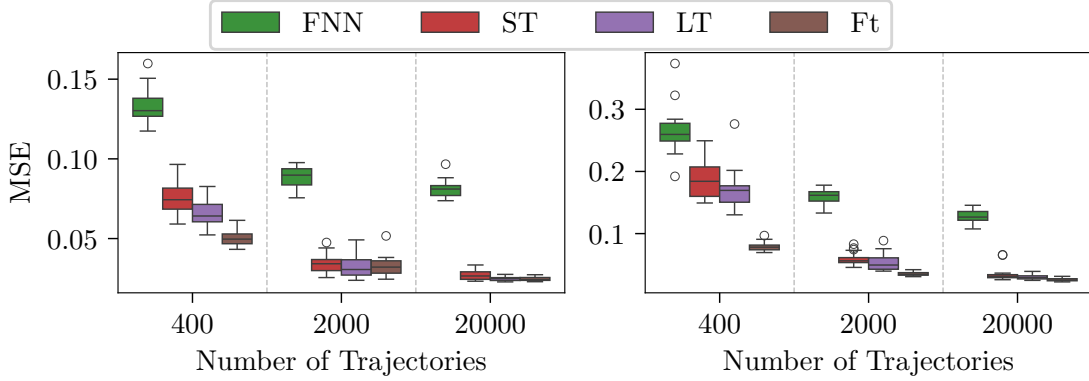 FNN ST LT Ft
MSE
0.15
0.10
0.05
400 2000 20000
Number of Trajectories
0.3
0.2
0.1
400 2000 20000
Number of Trajectories